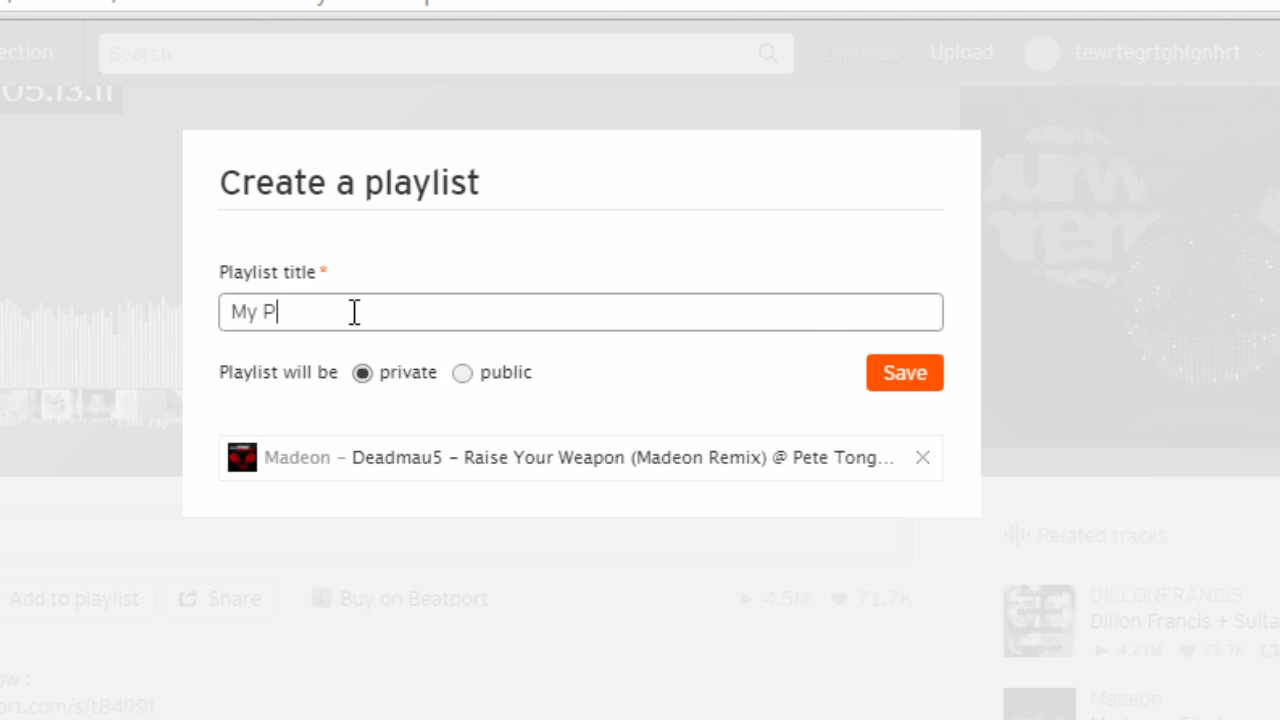 ection
Search
Upgrade
Upload
tewrtegrtghfgnhrt
05.13.11
Create a playlist
Playlist title *
My P
Playlist will be private public
Save
Madeon – Deadmau5 – Raise Your Weapon (Madeon Remix) @ Pete Tong...
Related tracks
Add to playlist
Share
Buy on Beatport
4.5M
71.7K
DILLONFRANCIS
Dillon Francis + Sulta
4.23M 73.7K
ow :
ort.com/s/t8499t
Madeon